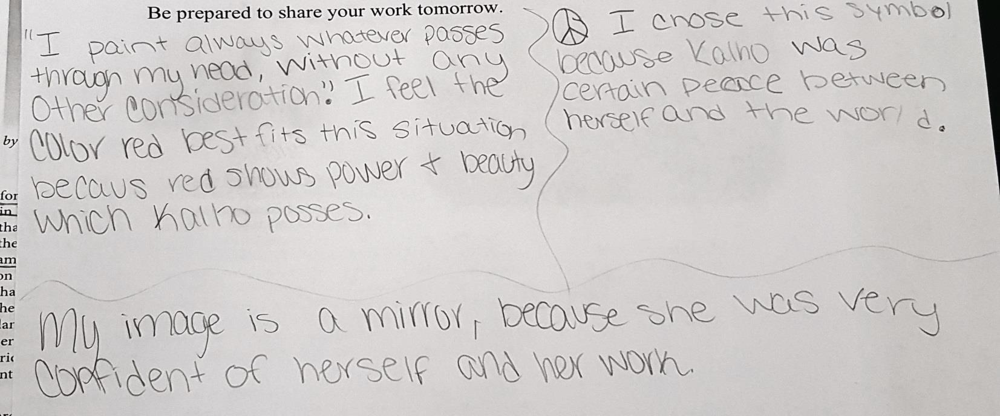 Be prepared to share your work tomorrow.
"I paint always whatever passes
through my head, without any
other consideration". I feel the
color red best fits this situation
becaus red shows power + beauty
which Kalho posses.
I chose this symbol
because Kalho was
certain peace between
herself and the world.
My image is a mirror, because she was very
confident of herself and her work.
by
for
in
tha
the
am
on
ha
he
lar
er
ric
nt